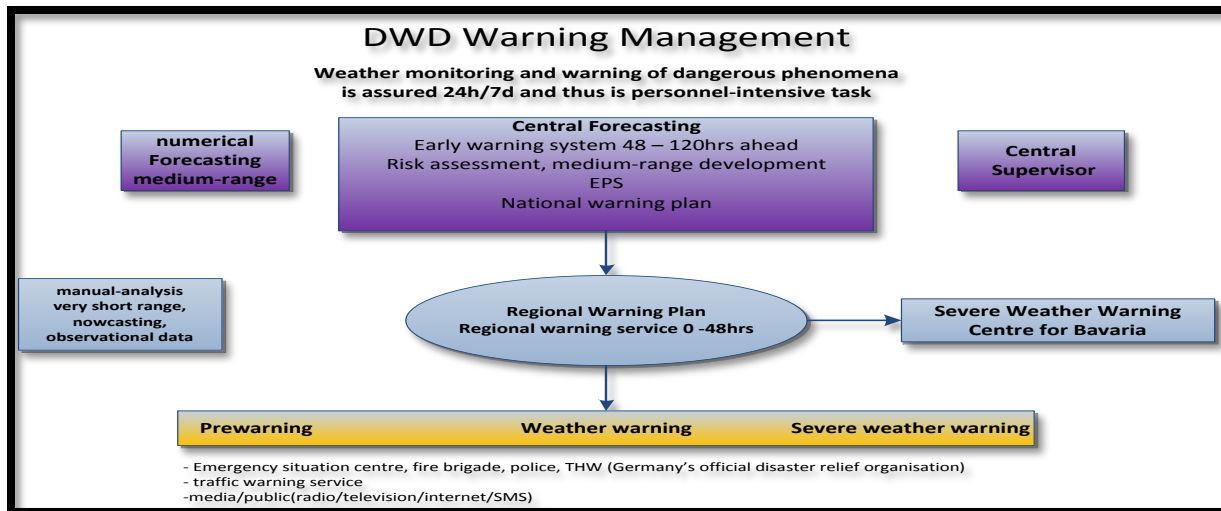 DWD Warning Management
Weather monitoring and warning of dangerous phenomena
is assured 24h/7d and thus is personnel-intensive task
numerical
Forecasting
medium-range
Central Forecasting
Early warning system 48 – 120hrs ahead
Risk assessment, medium-range development
EPS
National warning plan
Central
Supervisor
manual-analysis
very short range,
nowcasting,
observational data
Regional Warning Plan
Regional warning service 0 -48hrs
Severe Weather Warning
Centre for Bavaria
Prewarning
Weather warning
Severe weather warning
- Emergency situation centre, fire brigade, police, THW (Germany's official disaster relief organisation)
- traffic warning service
-media/public(radio/television/internet/SMS)